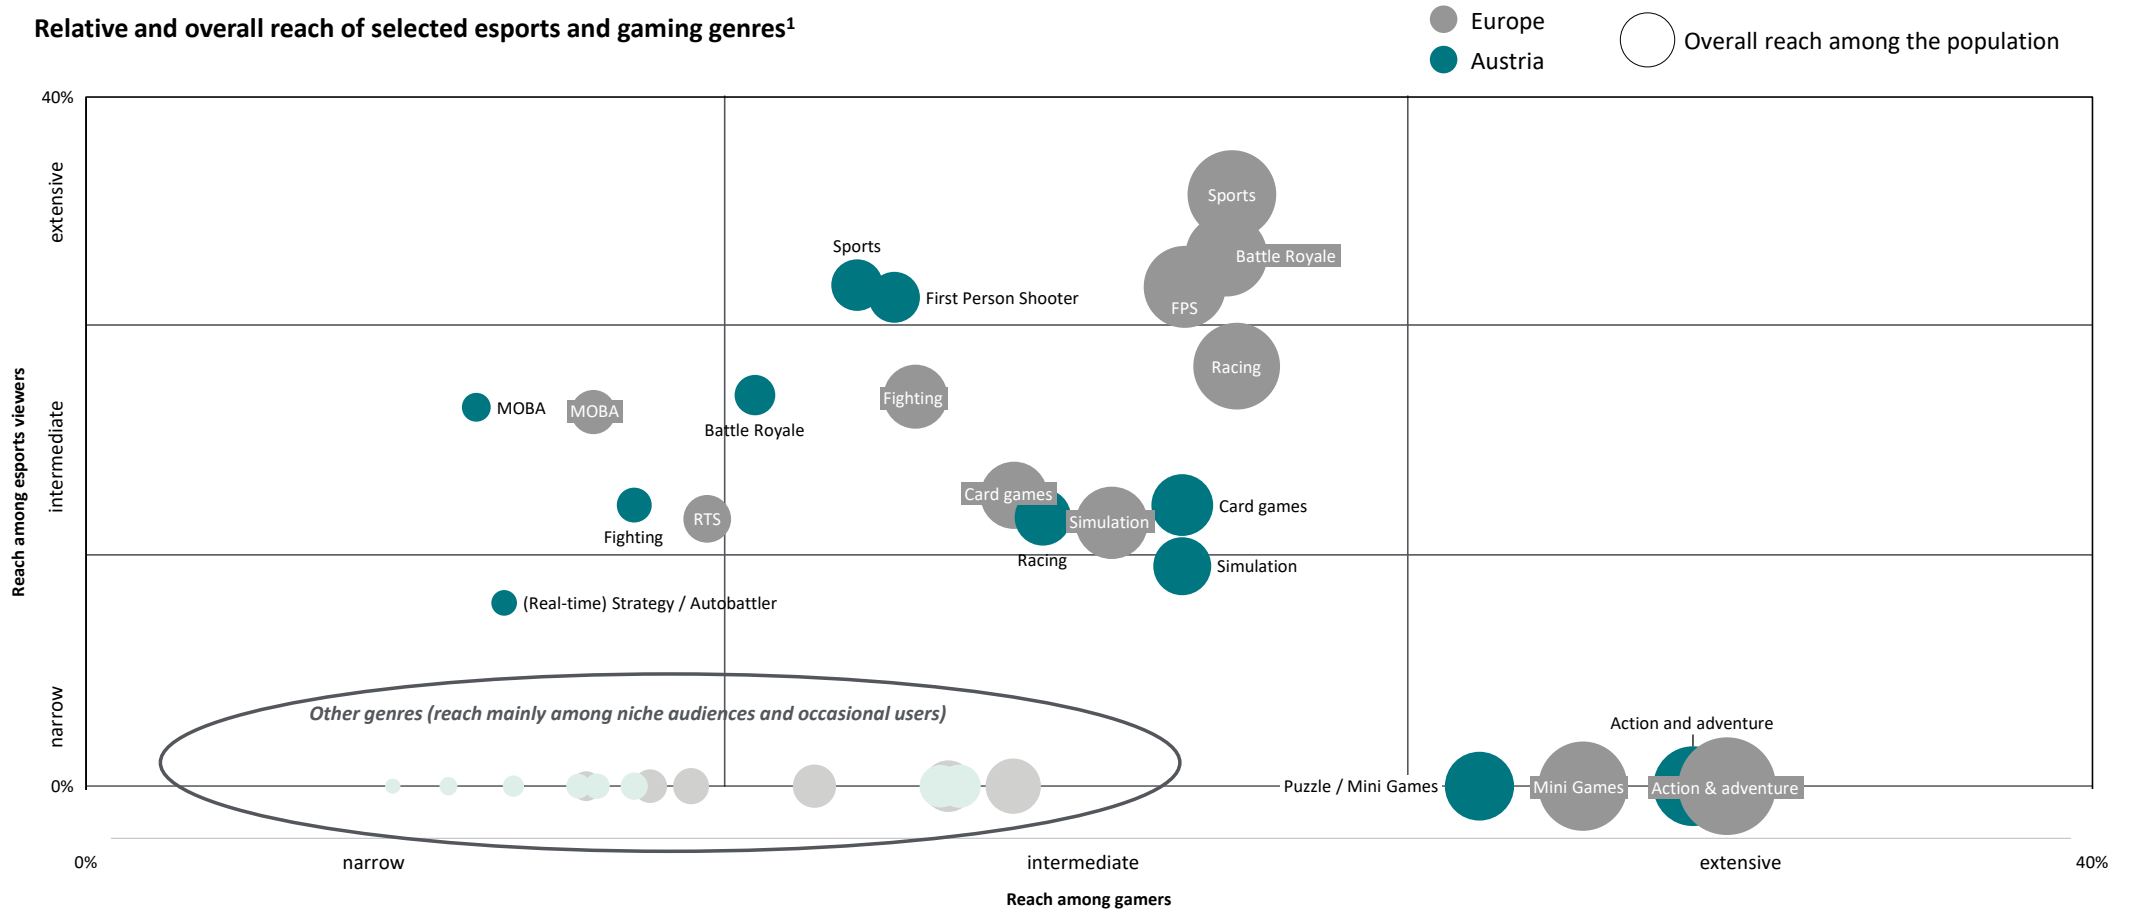 Relative and overall reach of selected esports and gaming genres1
Europe
Austria
Overall reach among the population
40%
extensive
intermediate
narrow
0%
Reach among esports viewers
Sports
Battle Royale
FPS
Sports
First Person Shooter
Racing
MOBA
MOBA
Battle Royale
Fighting
Fighting
RTS
Card games
Racing
Simulation
Card games
Simulation
(Real-time) Strategy / Autobattler
Other genres (reach mainly among niche audiences and occasional users)
Action and adventure
Puzzle / Mini Games
Mini Games
Action & adventure
0%
narrow
intermediate
extensive
40%
Reach among gamers